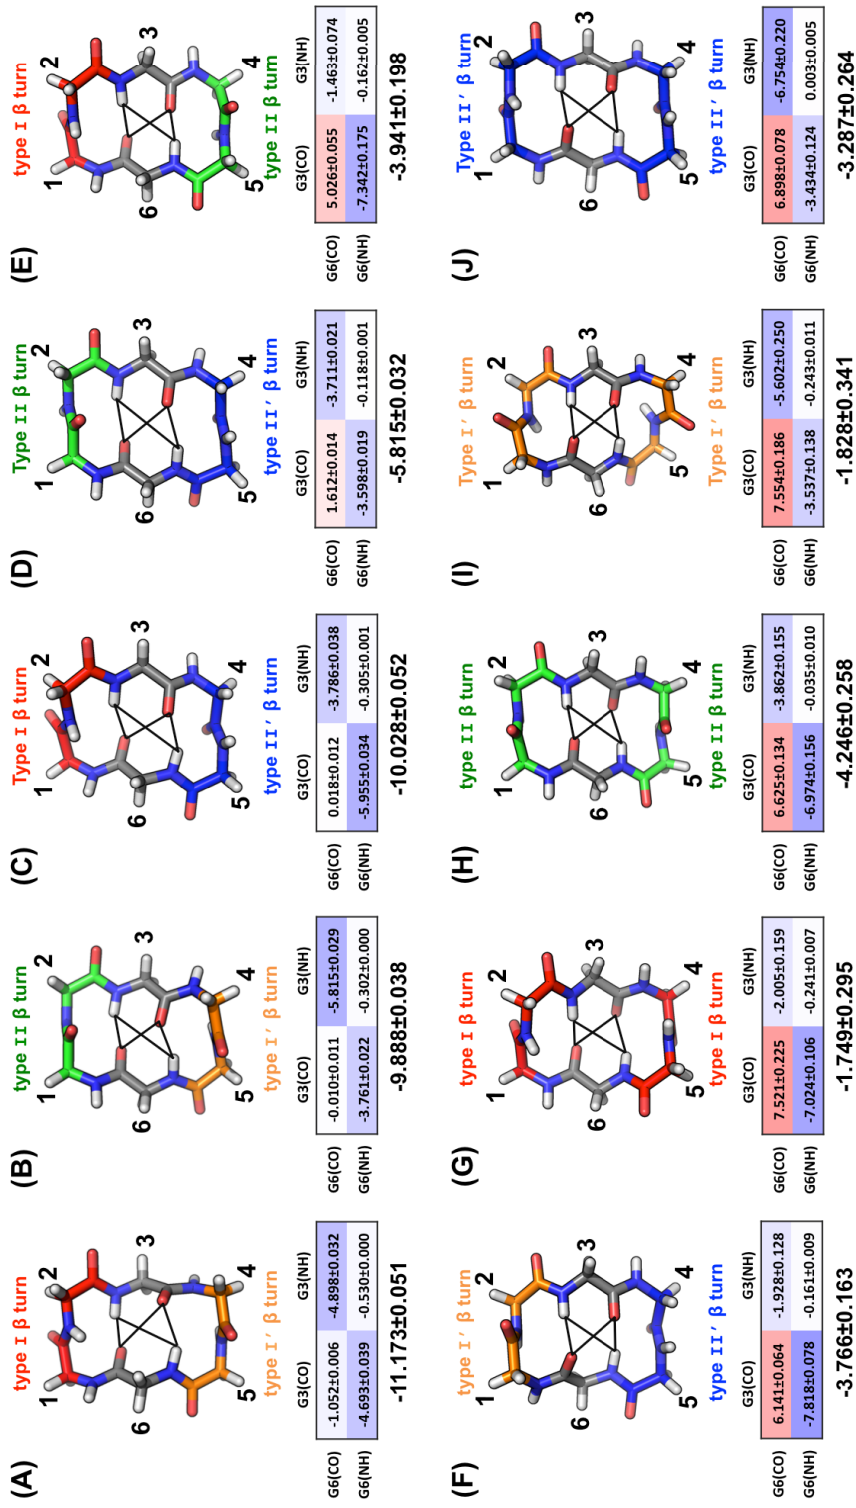 (A)
type I β turn
1
2
3
6
5
4
type I′ β turn
G3(CO) G3(NH)
G6(CO) -1.052±0.006 -4.898±0.032
G6(NH) -4.693±0.039 -0.530±0.000
-11.173±0.051
(B)
type II β turn
1
2
3
6
5
4
type I′ β turn
G3(CO) G3(NH)
G6(CO) -0.010±0.011 -5.815±0.029
G6(NH) -3.761±0.022 -0.302±0.000
-9.888±0.038
(C)
Type I β turn
1
2
3
6
5
4
type II′ β turn
G3(CO) G3(NH)
G6(CO) 0.018±0.012 -3.786±0.038
G6(NH) -5.955±0.034 -0.305±0.001
-10.028±0.052
(D)
Type II β turn
1
2
3
6
5
4
type II′ β turn
G3(CO) G3(NH)
G6(CO) 1.612±0.014 -3.711±0.021
G6(NH) -3.598±0.019 -0.118±0.001
-5.815±0.032
(E)
type I β turn
1
2
3
6
5
4
type II β turn
G3(CO) G3(NH)
G6(CO) 5.026±0.055 -1.463±0.074
G6(NH) -7.342±0.175 -0.162±0.005
-3.941±0.198
(F)
type I′ β turn
1
2
3
6
5
4
type II′ β turn
G3(CO) G3(NH)
G6(CO) 6.141±0.064 -1.928±0.128
G6(NH) -7.818±0.078 -0.161±0.009
-3.766±0.163
(G)
type I β turn
1
2
3
6
5
4
type I β turn
G3(CO) G3(NH)
G6(CO) 7.521±0.225 -2.005±0.159
G6(NH) -7.024±0.106 -0.241±0.007
-1.749±0.295
(H)
type II β turn
1
2
3
6
5
4
type II β turn
G3(CO) G3(NH)
G6(CO) 6.625±0.134 -3.862±0.155
G6(NH) -6.974±0.156 -0.035±0.010
-4.246±0.258
(I)
Type I′ β turn
1
2
3
6
5
4
Type I′ β turn
G3(CO) G3(NH)
G6(CO) 7.554±0.186 -5.602±0.250
G6(NH) -3.537±0.138 -0.243±0.011
-1.828±0.341
(J)
Type II′ β turn
1
2
3
6
5
4
type II′ β turn
G3(CO) G3(NH)
G6(CO) 6.898±0.078 -6.754±0.220
G6(NH) -3.434±0.124 0.003±0.005
-3.287±0.264